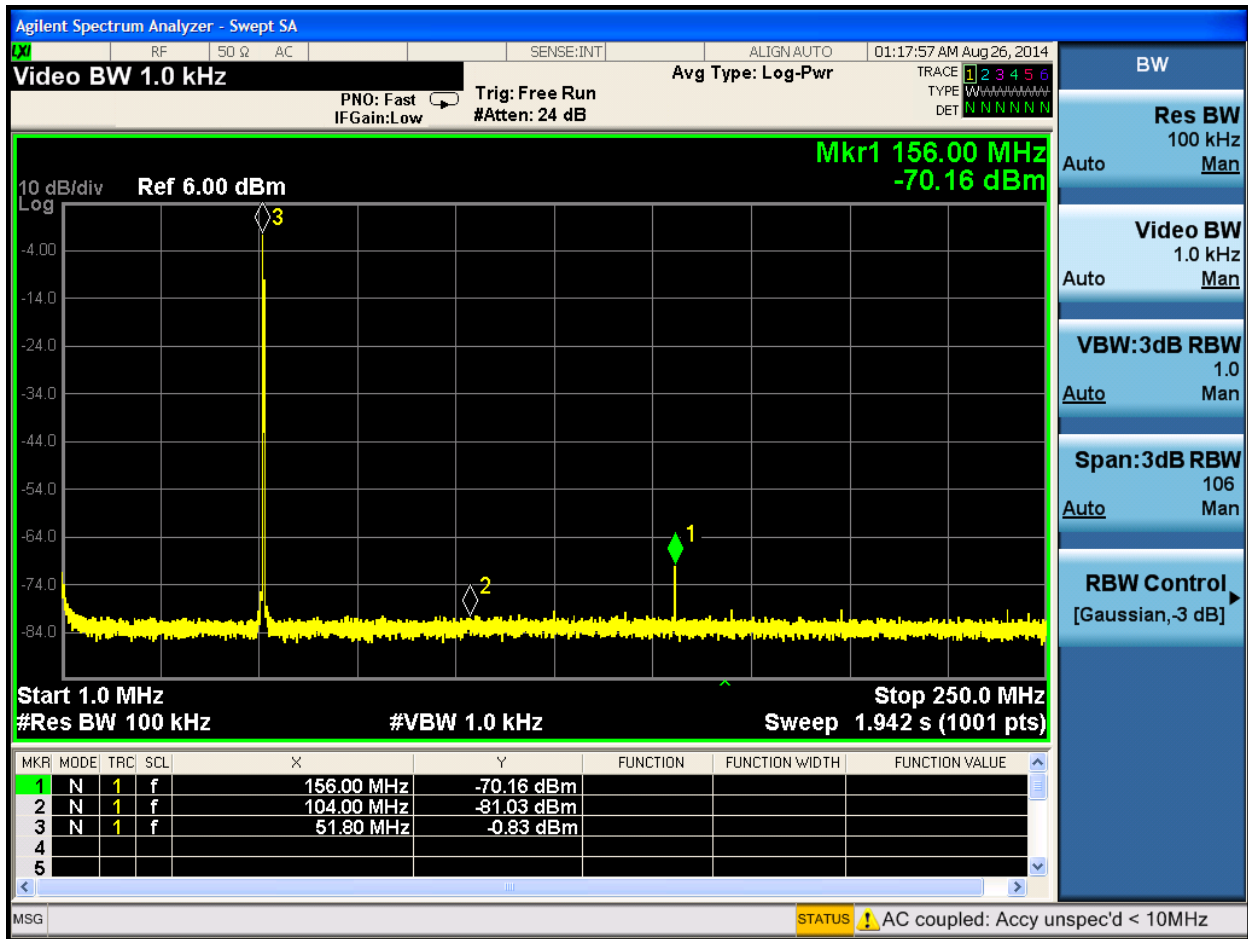 Agilent Spectrum Analyzer - Swept SA
LXI RF 50 Ω AC SENSE:INT ALIGN AUTO 01:17:57 AM Aug 26, 2014
Video BW 1.0 kHz
PNO: Fast
IFGain:Low
Trig: Free Run
#Atten: 24 dB
Avg Type: Log-Pwr
TRACE 1 2 3 4 5 6
TYPE WWWWWW
DET N N N N N N
Mkr1 156.00 MHz
-70.16 dBm
10 dB/div Ref 6.00 dBm
Log
3
-4.00
-14.0
-24.0
-34.0
-44.0
-54.0
-64.0
1
-74.0
2
-84.0
Start 1.0 MHz Stop 250.0 MHz
#Res BW 100 kHz #VBW 1.0 kHz Sweep 1.942 s (1001 pts)
MKR MODE TRC SCL X Y FUNCTION FUNCTION WIDTH FUNCTION VALUE
1 N 1 f 156.00 MHz -70.16 dBm
2 N 1 f 104.00 MHz -81.03 dBm
3 N 1 f 51.80 MHz -0.83 dBm
4
5
MSG STATUS AC coupled: Accy unspec'd < 10MHz
BW
Res BW
100 kHz
Auto Man
Video BW
1.0 kHz
Auto Man
VBW:3dB RBW
1.0
Auto Man
Span:3dB RBW
106
Auto Man
RBW Control
[Gaussian,-3 dB]